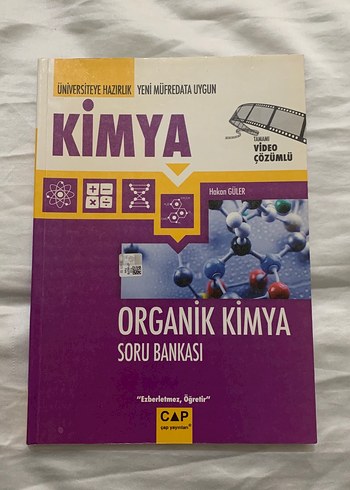 ÜNİVERSİTEYE HAZIRLIK YENİ MÜFREDATA UYGUN
KİMYA
TAMAMI
VİDEO
ÇÖZÜMLÜ
Hakan GÜLER
ORGANİK KİMYA
SORU BANKASI
"Ezberletmez, Öğretir"
ÇAP
çap yayınları